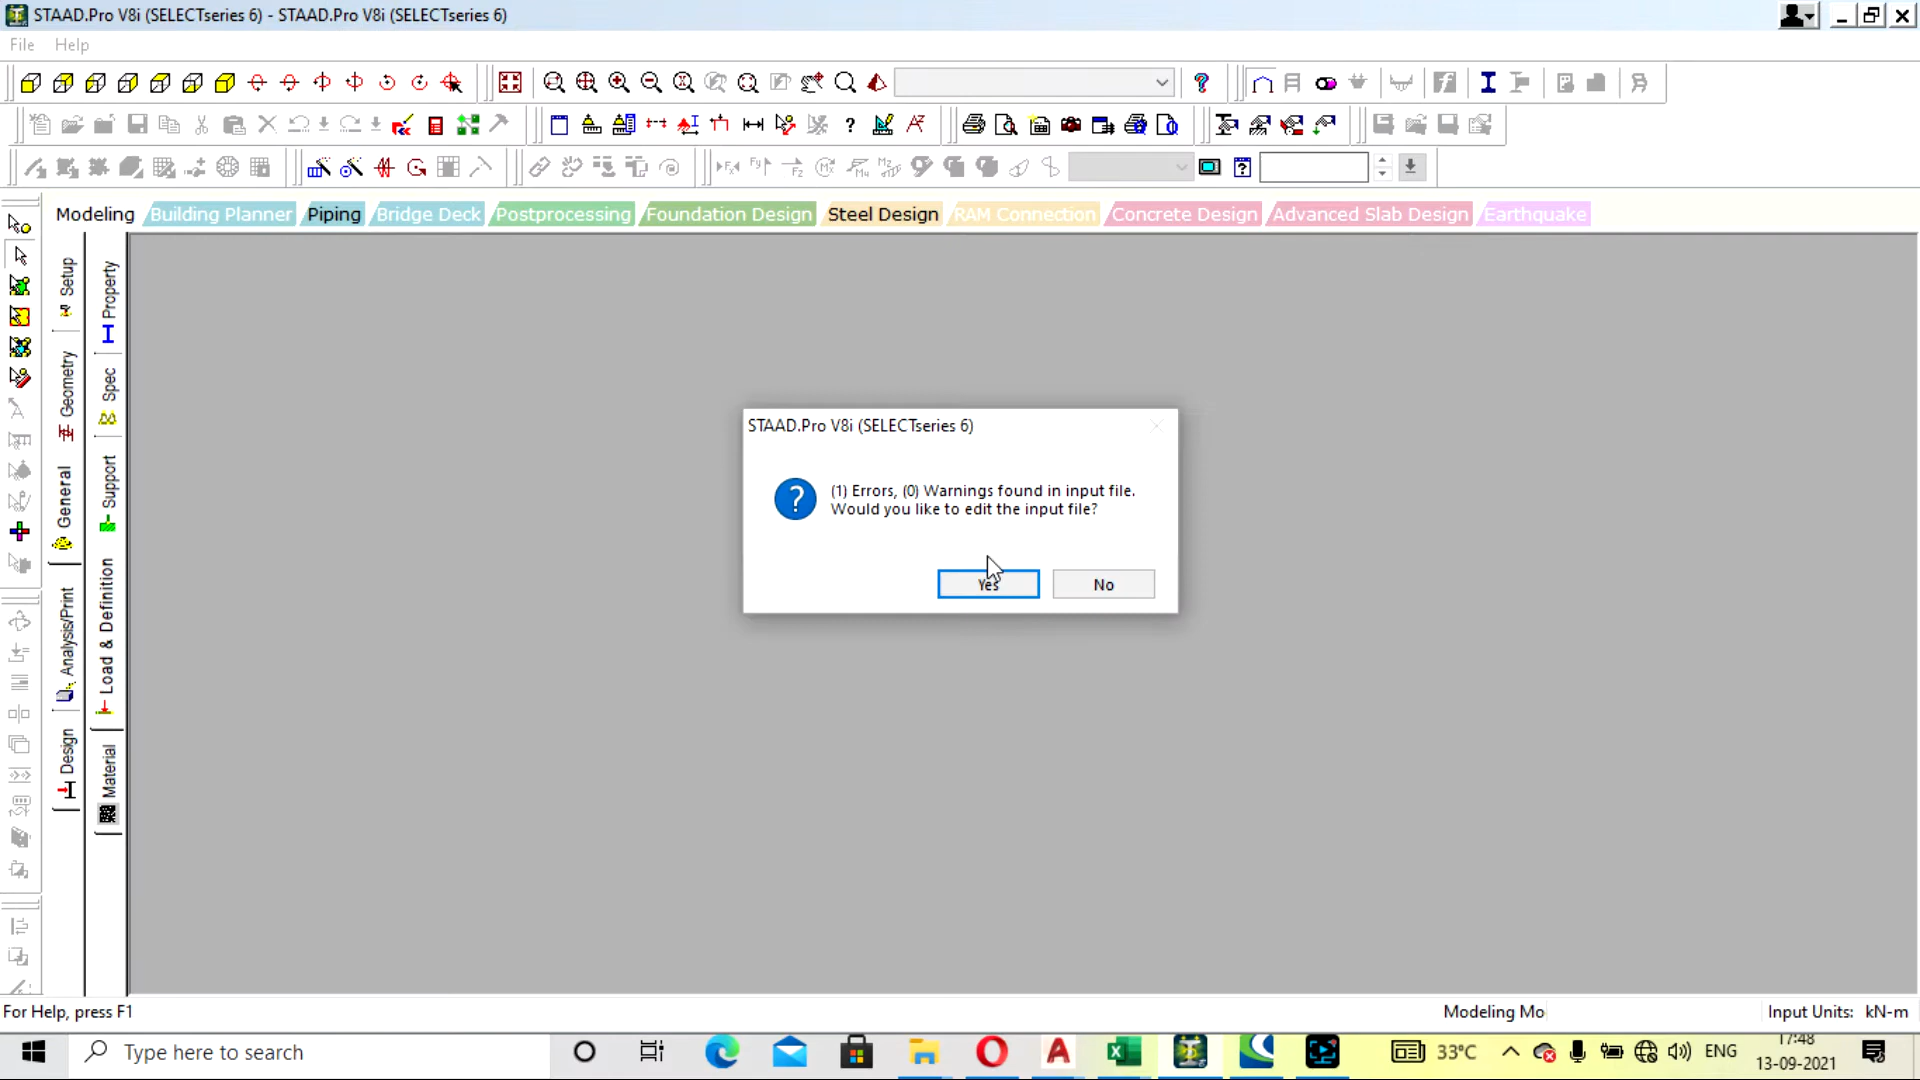 STAAD.Pro V8i (SELECTseries 6) - STAAD.Pro V8i (SELECTseries 6)
File Help
Modeling Building Planner Piping Bridge Deck Postprocessing Foundation Design Steel Design RAM Connection Concrete Design Advanced Slab Design Earthquake
Setup
Geometry
General
Analysis/Print
Design
Property
Spec
Support
Load & Definition
Material
STAAD.Pro V8i (SELECTseries 6)
(1) Errors, (0) Warnings found in input file.
Would you like to edit the input file?
Yes No
For Help, press F1
Modeling Mo
Input Units: kN-m
Type here to search
33°C
ENG
17:48
13-09-2021